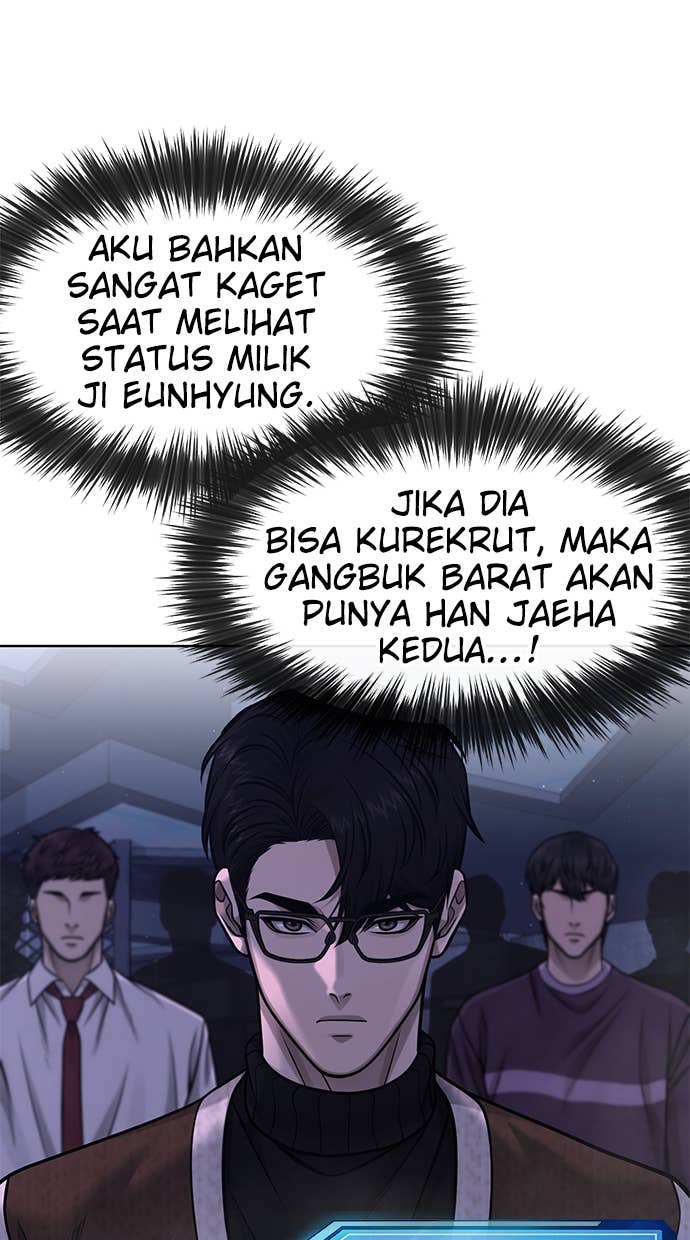 AKU BAHKAN
SANGAT KAGET
SAAT MELIHAT
STATUS MILIK
JI EUNHYUNG.
JIKA DIA
BISA KUREKRUT, MAKA
GANGBUK BARAT AKAN
PUNYA HAN JAEHA
KEDUA...!